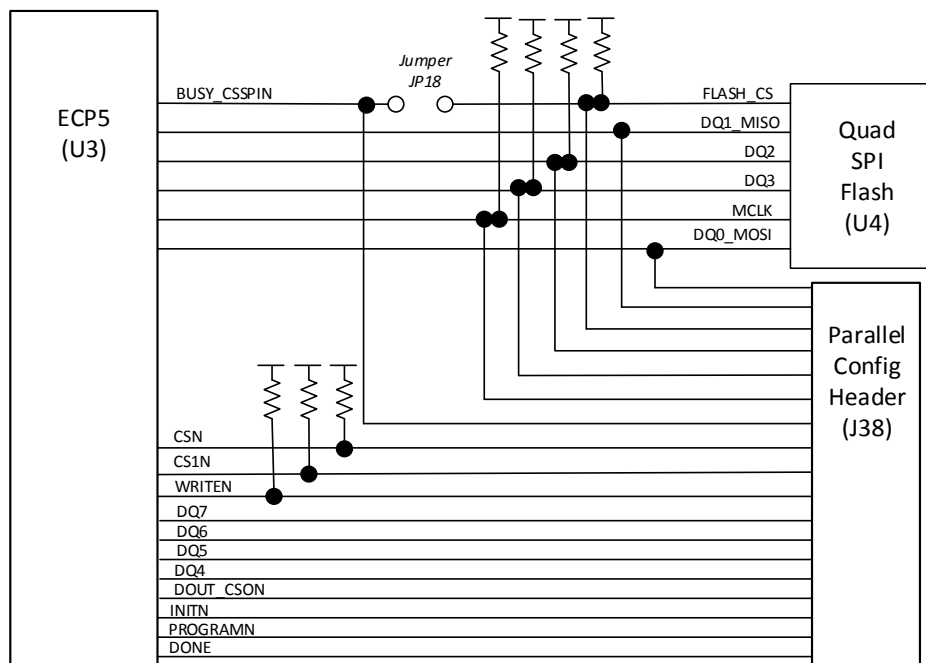 ECP5
(U3)
BUSY_CSSPIN
Jumper
JP18
FLASH_CS
DQ1_MISO
DQ2
DQ3
MCLK
DQ0_MOSI
Quad
SPI
Flash
(U4)
Parallel
Config
Header
(J38)
CSN
CS1N
WRITEN
DQ7
DQ6
DQ5
DQ4
DOUT_CSON
INITN
PROGRAMN
DONE